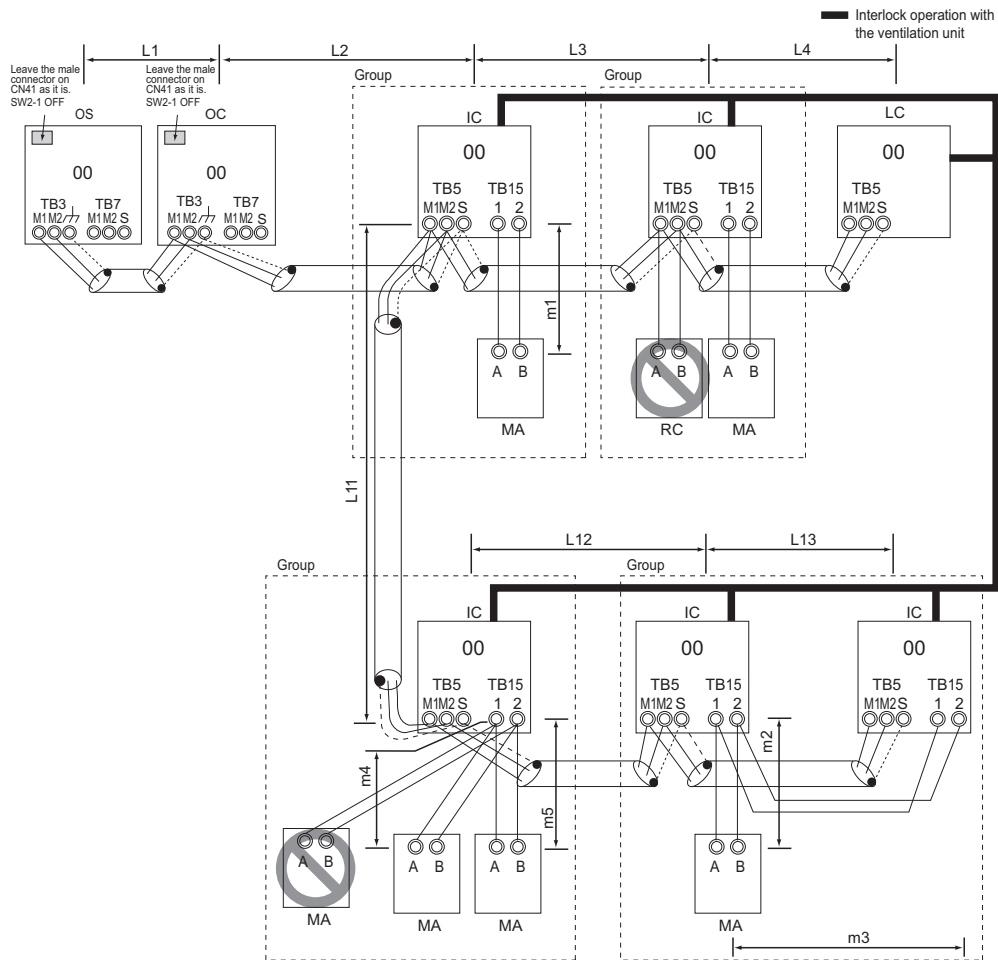 Interlock operation with
the ventilation unit
L1
L2
L3
L4
Leave the male
connector on
CN41 as it is.
SW2-1 OFF
Leave the male
connector on
CN41 as it is.
SW2-1 OFF
Group
Group
OS
OC
IC
IC
LC
00
00
00
00
00
TB3
TB7
M1 M2
M1 M2 S
TB3
TB7
M1 M2
M1 M2 S
TB5
TB15
M1 M2 S
1
2
TB5
TB15
M1 M2 S
1
2
TB5
M1 M2 S
m1
A
B
MA
A
B
RC
A
B
MA
L11
L12
L13
Group
Group
IC
IC
IC
00
00
00
TB5
TB15
M1 M2 S
1
2
TB5
TB15
M1 M2 S
1
2
TB5
TB15
M1 M2 S
1
2
m4
m5
m2
A
B
MA
A
B
MA
A
B
MA
A
B
MA
m3